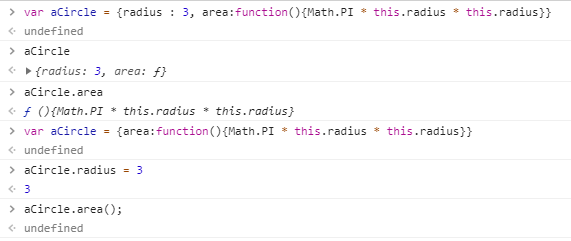 > var aCircle = {radius : 3, area:function(){Math.PI * this.radius * this.radius}}
< undefined
> aCircle
< ▶ {radius: 3, area: ƒ}
> aCircle.area
< ƒ (){Math.PI * this.radius * this.radius}
> var aCircle = {area:function(){Math.PI * this.radius * this.radius}}
< undefined
> aCircle.radius = 3
< 3
> aCircle.area();
< undefined